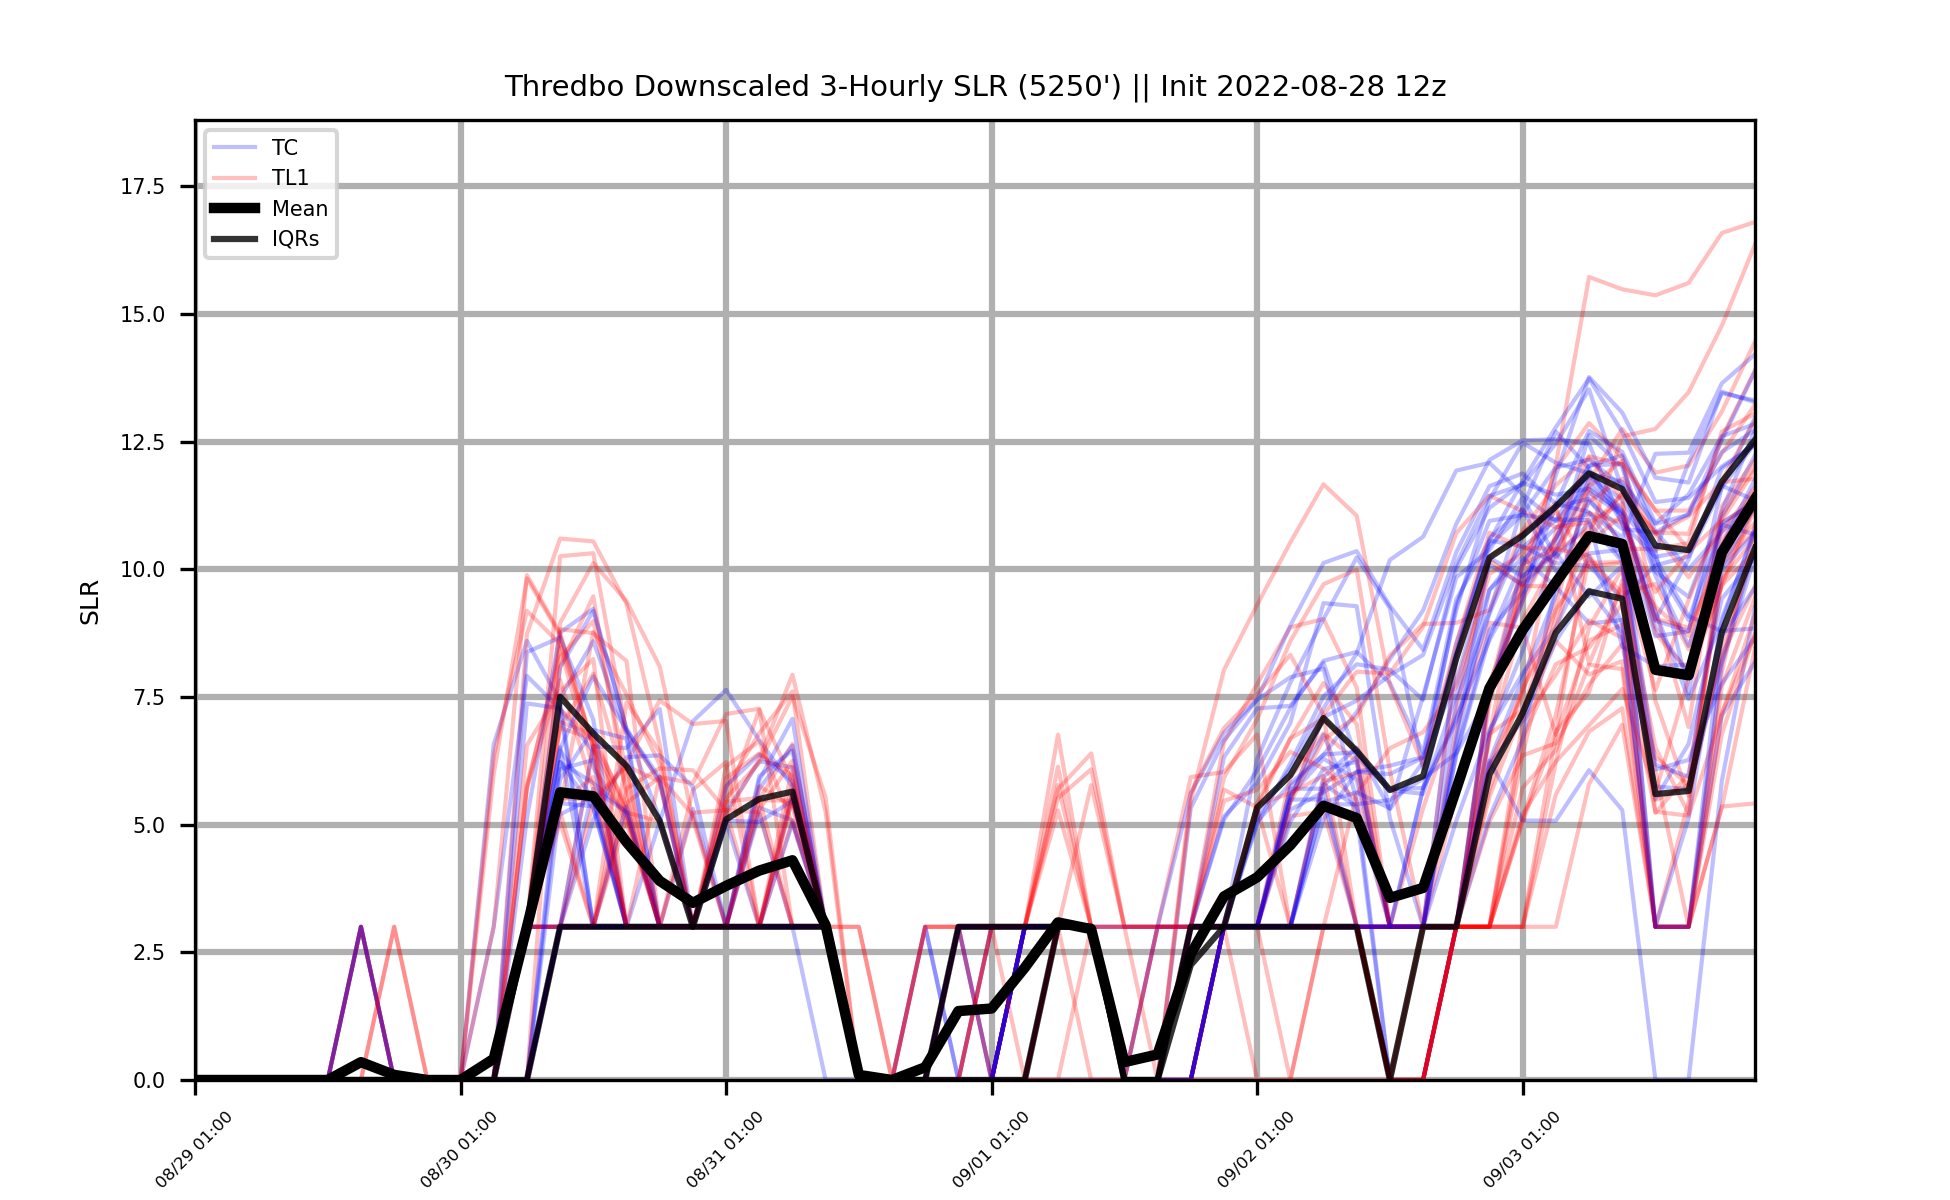 Thredbo Downscaled 3-Hourly SLR (5250') || Init 2022-08-28 12z
TC
TL1
Mean
IQRs
SLR
17.5
15.0
12.5
10.0
7.5
5.0
2.5
0.0
08/29 01:00
08/30 01:00
08/31 01:00
09/01 01:00
09/02 01:00
09/03 01:00